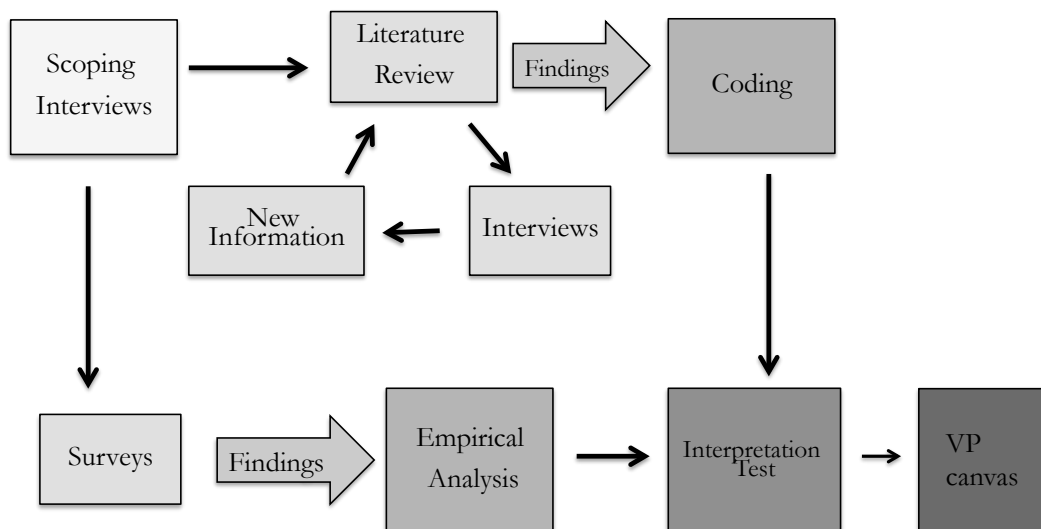 Scoping
Interviews
Literature
Review
Findings
Coding
New
Information
Interviews
Surveys
Findings
Empirical
Analysis
Interpretation
Test
VP
canvas